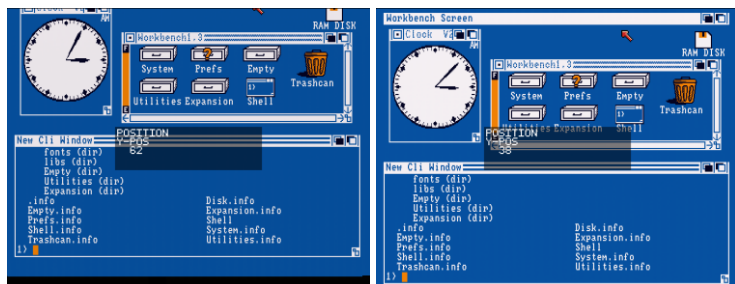 Clock V
AM
RAM DISK
Workbench1.3
System Prefs Empty
Trashcan
Utilities Expansion Shell
1)
New Cli Window
POSITION
Y-POS
62
fonts (dir)
libs (dir)
Empty (dir)
Utilities (dir)
Expansion (dir)
.info Disk.info
Empty.info Expansion.info
Prefs.info Shell
Shell.info System.info
Trashcan.info Utilities.info
1)
Workbench Screen
Clock V
AM
RAM DISK
Workbench1.3
System Prefs Empty
Trashcan
1)
Utilities Expansion Shell
POSITION
Y-POS
38
New Cli Window
fonts (dir)
libs (dir)
Empty (dir)
Utilities (dir)
Expansion (dir)
.info Disk.info
Empty.info Expansion.info
Prefs.info Shell
Shell.info System.info
Trashcan.info Utilities.info
1)